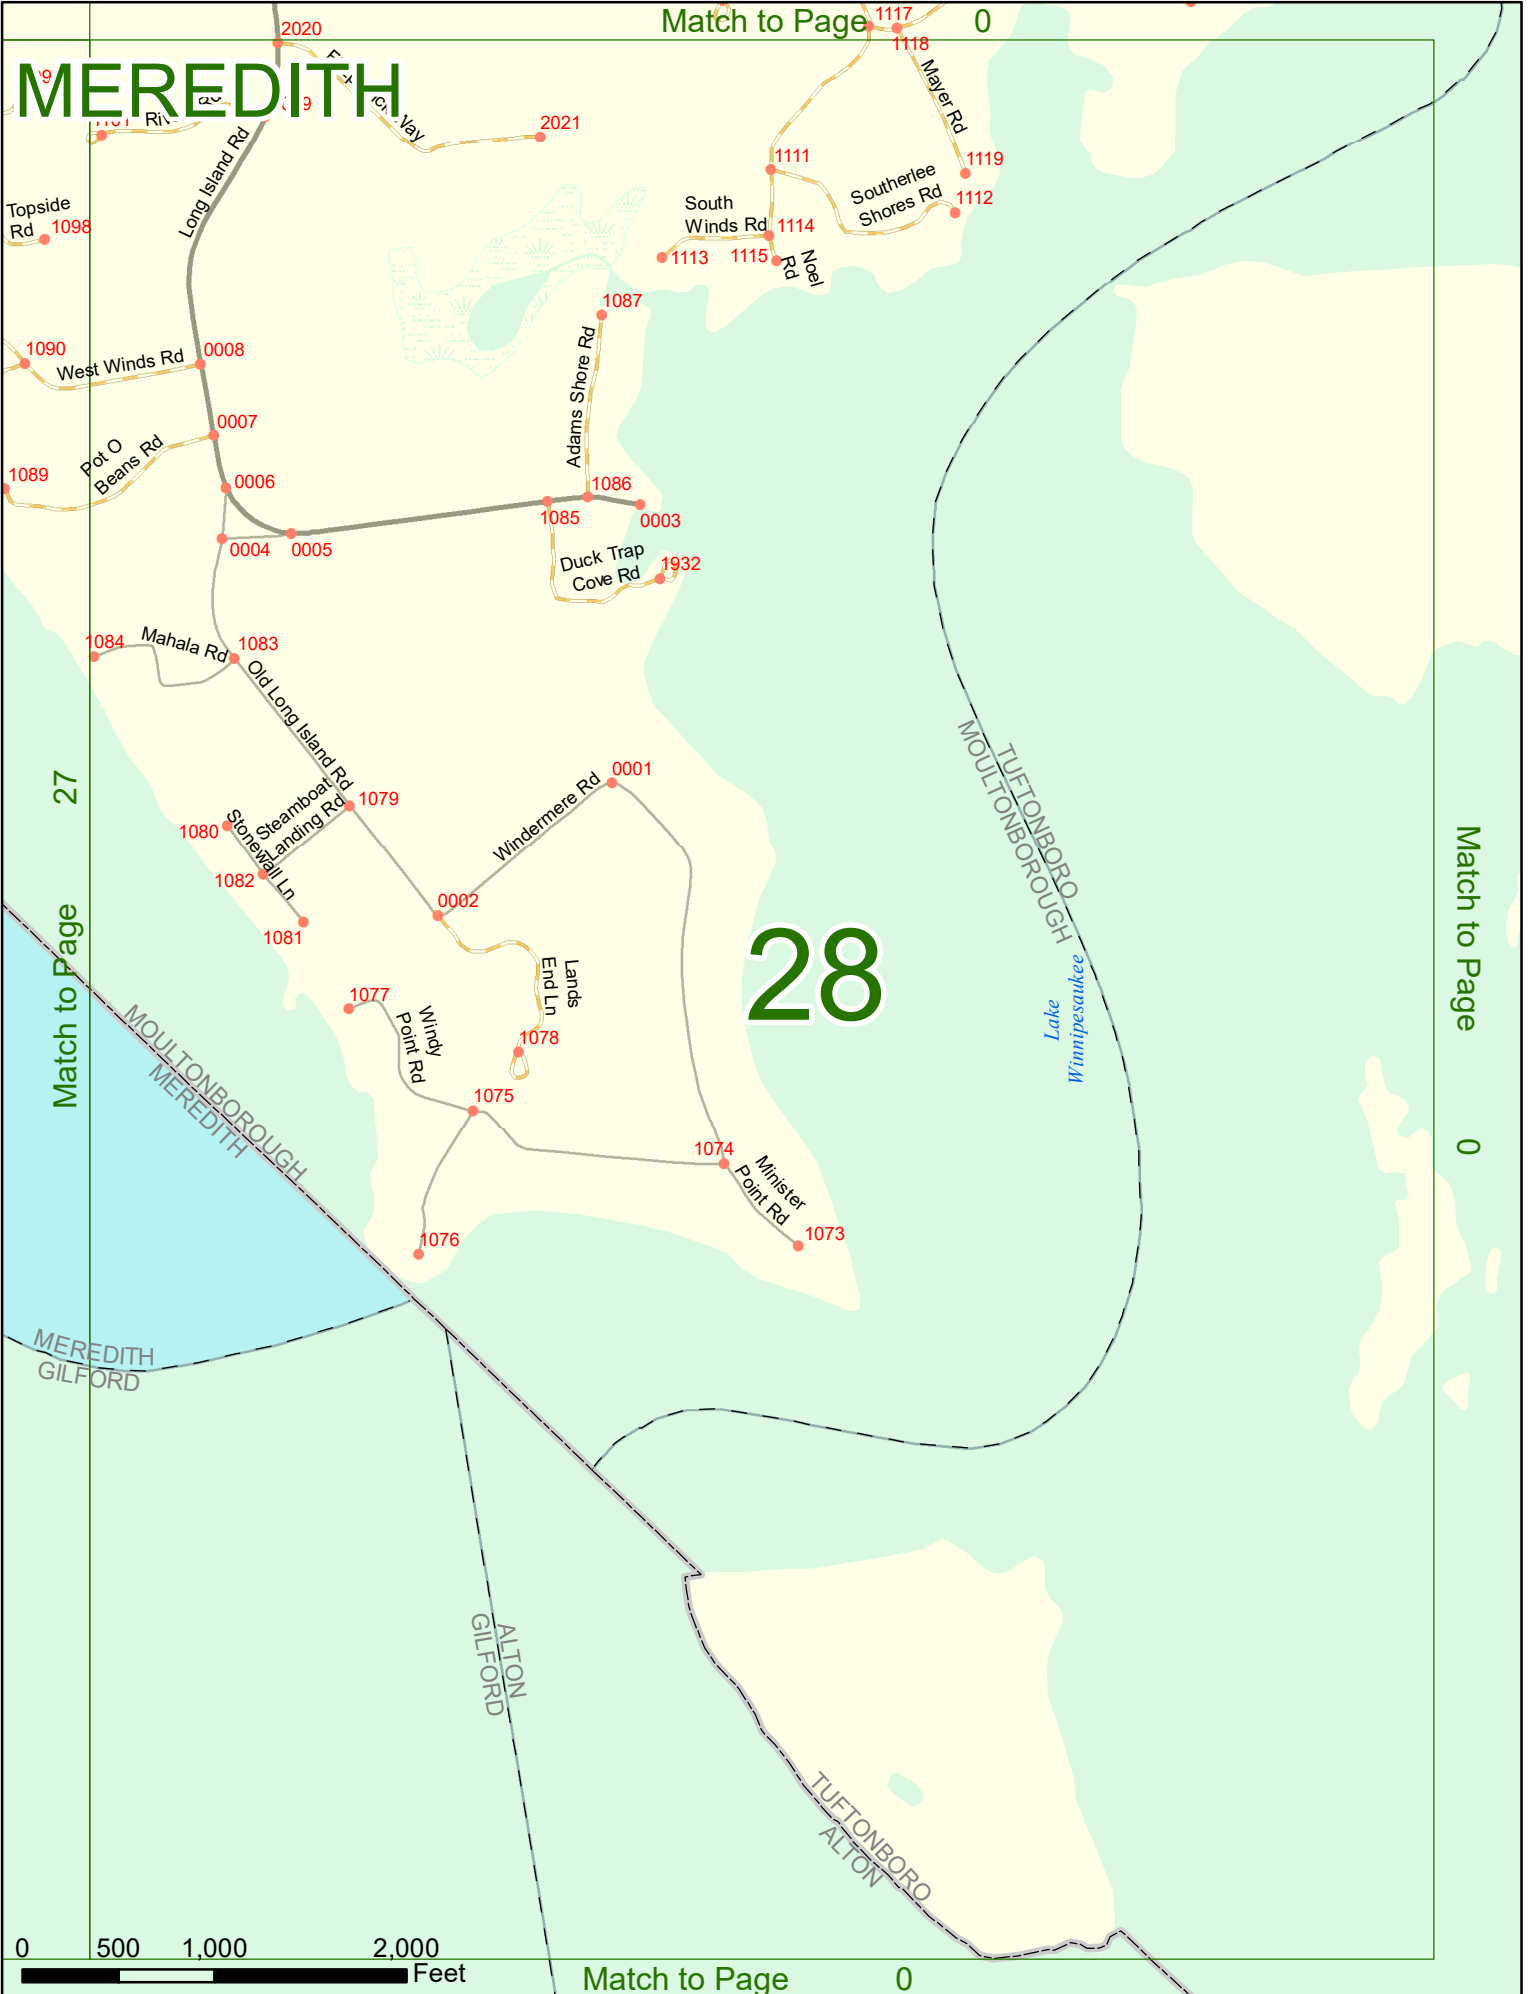 Match to Page 0
MEREDITH
2020
1117
1118
Mayer Rd
2021
Long Island Rd
1111
1119
Southerlee
Shores Rd
1112
Topside
Rd
1098
South
Winds Rd
1114
1113
1115
Noel
Rd
1087
Adams Shore Rd
1090
West Winds Rd
0008
0007
Pot O
Beans Rd
1089
0006
1086
1085
0003
0004
0005
Duck Trap
Cove Rd
1932
1084
Mahala Rd
1083
Old Long Island Rd
TUFTONBORO
MOULTONBOROUGH
27
Match to Page
Steamboat
Landing Rd
1079
1080
Stonewall Ln
1082
1081
Windermere Rd
0001
0002
28
Lands
End Ln
Lake
Winnipesaukee
Match to Page
0
1077
Windy
Point Rd
1078
MOULTONBOROUGH
MEREDITH
1075
1074
Minister
Point Rd
1076
1073
MEREDITH
GILFORD
ALTON
GILFORD
TUFTONBORO
ALTON
0 500 1,000 2,000
Feet
Match to Page 0